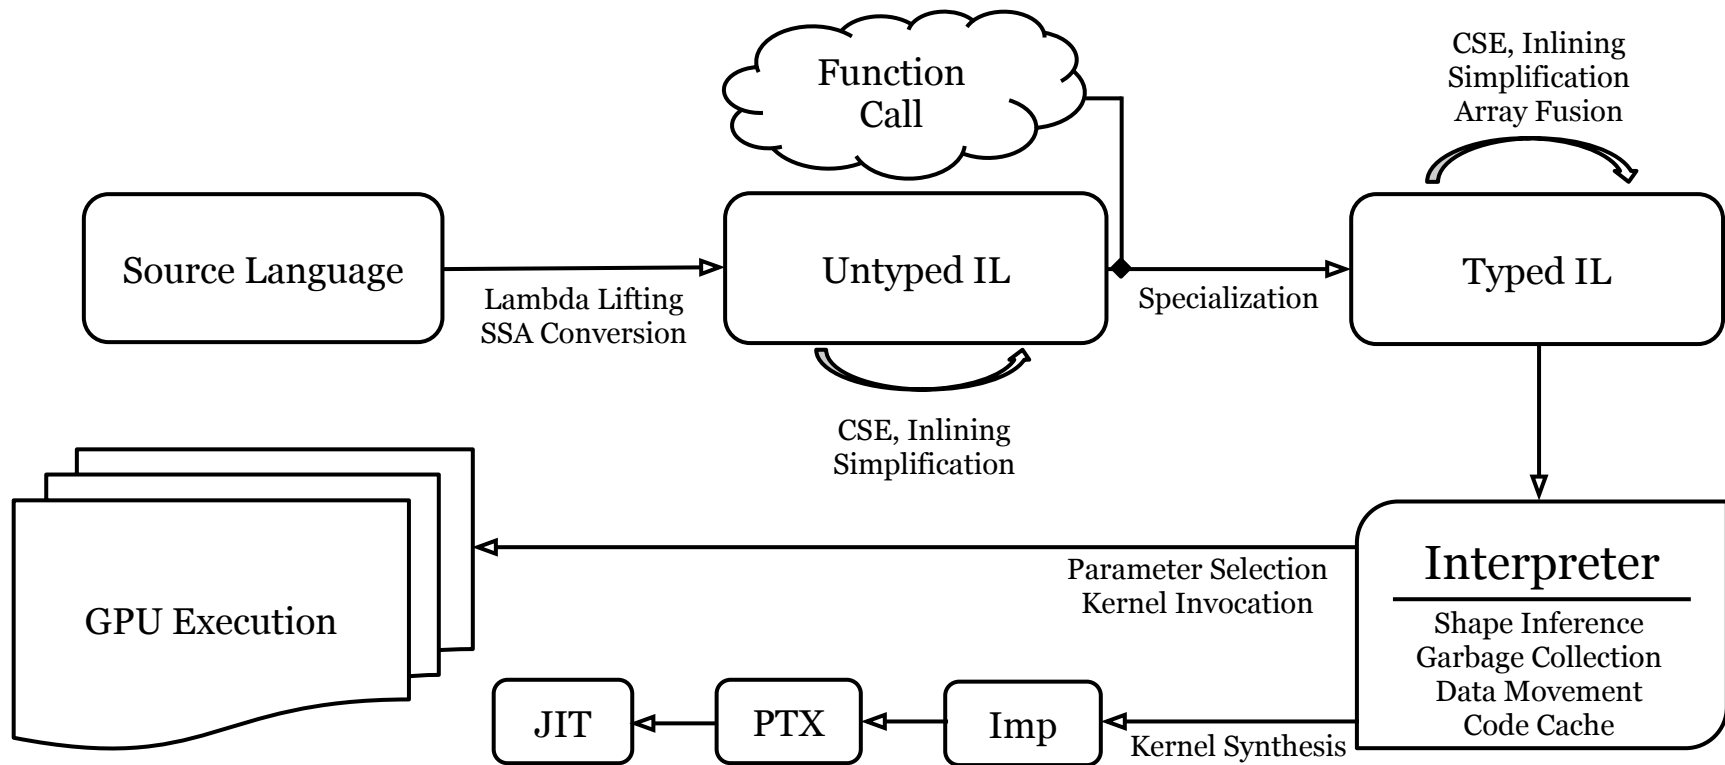 Function
Call
CSE, Inlining
Simplification
Array Fusion
Source Language
Lambda Lifting
SSA Conversion
Untyped IL
Specialization
Typed IL
CSE, Inlining
Simplification
GPU Execution
Parameter Selection
Kernel Invocation
Interpreter
Shape Inference
Garbage Collection
Data Movement
Code Cache
JIT
PTX
Imp
Kernel Synthesis